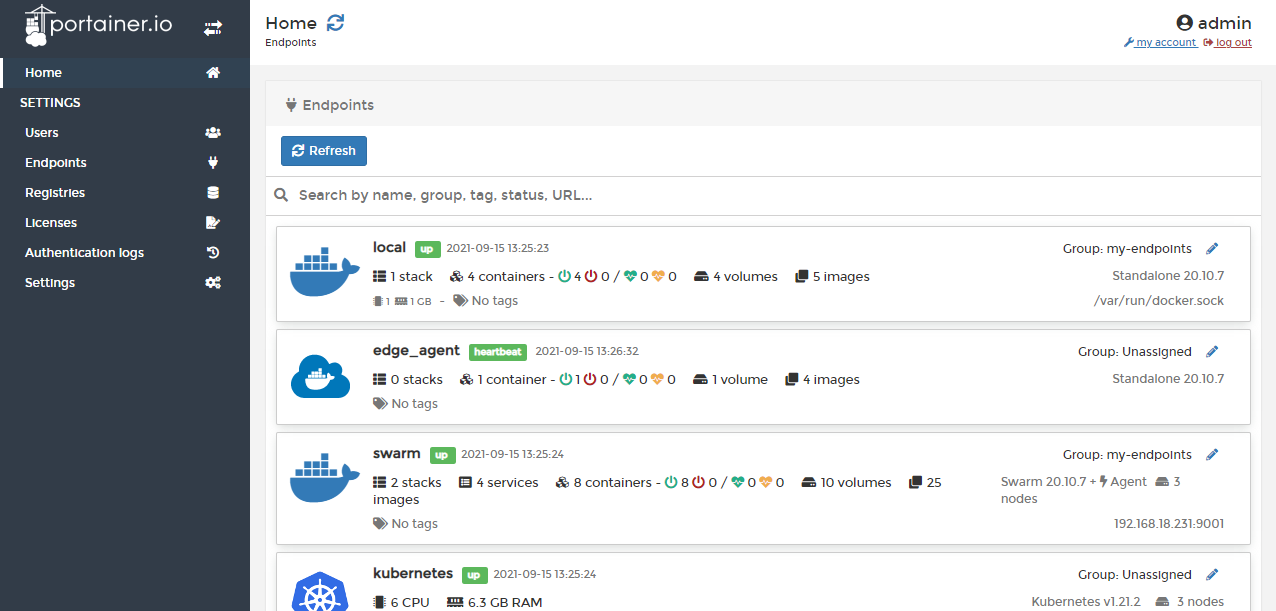 portainer.io
Home
SETTINGS
Users
Endpoints
Registries
Licenses
Authentication logs
Settings
Home
Endpoints
admin
my account log out
Endpoints
Refresh
Search by name, group, tag, status, URL...
local up 2021-09-15 13:25:23 Group: my-endpoints
1 stack 4 containers - 4 0 / 0 0 4 volumes 5 images Standalone 20.10.7
1 1 GB - No tags /var/run/docker.sock
edge_agent heartbeat 2021-09-15 13:26:32 Group: Unassigned
0 stacks 1 container - 1 0 / 0 0 1 volume 4 images Standalone 20.10.7
No tags
swarm up 2021-09-15 13:25:24 Group: my-endpoints
2 stacks 4 services 8 containers - 8 0 / 0 0 10 volumes 25
images
Swarm 20.10.7 + Agent 3
nodes
No tags 192.168.18.231:9001
kubernetes up 2021-09-15 13:25:24 Group: Unassigned
6 CPU 6.3 GB RAM Kubernetes v1.21.2 3 nodes